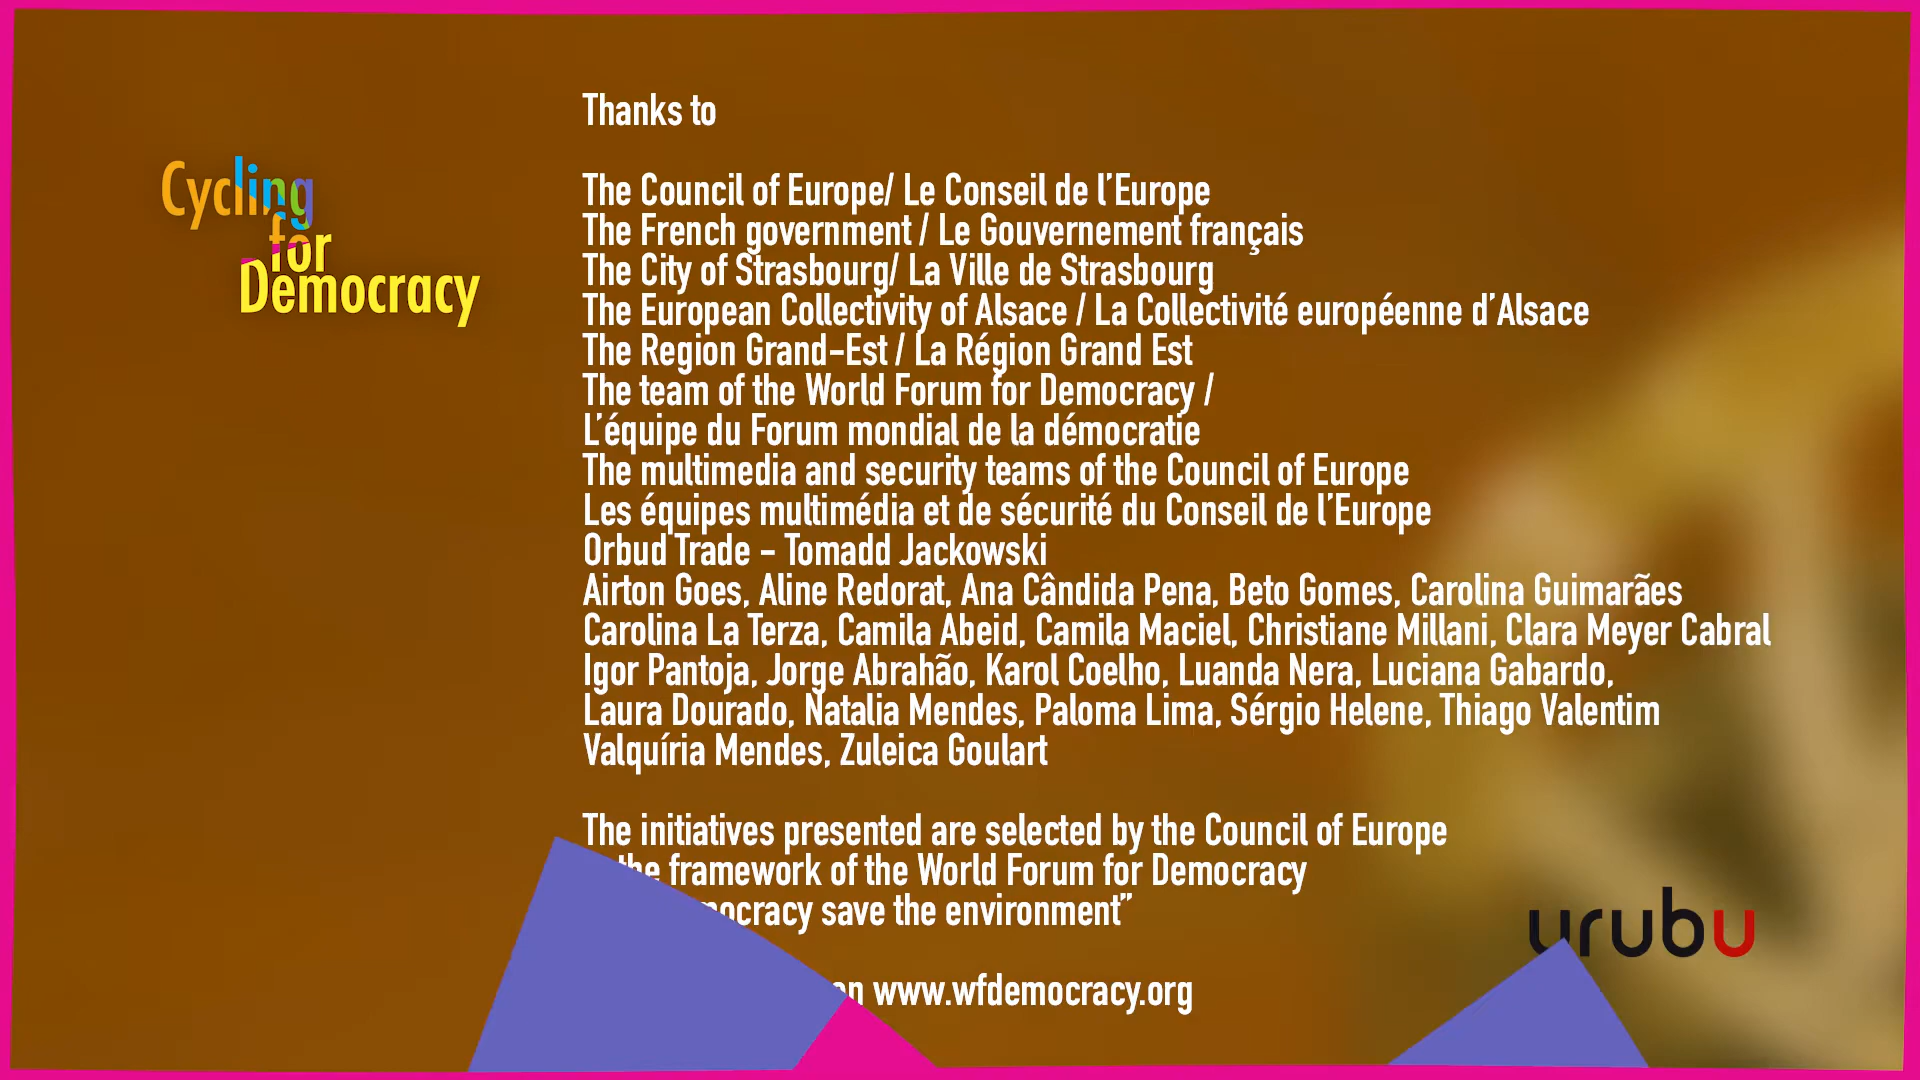 Cycling
for
Democracy
Thanks to
The Council of Europe/ Le Conseil de l'Europe
The French government / Le Gouvernement français
The City of Strasbourg/ La Ville de Strasbourg
The European Collectivity of Alsace / La Collectivité européenne d'Alsace
The Region Grand-Est / La Région Grand Est
The team of the World Forum for Democracy /
L'équipe du Forum mondial de la démocratie
The multimedia and security teams of the Council of Europe
Les équipes multimédia et de sécurité du Conseil de l'Europe
Orbud Trade - Tomadd Jackowski
Airton Goes, Aline Redorat, Ana Cândida Pena, Beto Gomes, Carolina Guimarães
Carolina La Terza, Camila Abeid, Camila Maciel, Christiane Millani, Clara Meyer Cabral
Igor Pantoja, Jorge Abrahão, Karol Coelho, Luanda Nera, Luciana Gabardo,
Laura Dourado, Natalia Mendes, Paloma Lima, Sérgio Helene, Thiago Valentim
Valquíria Mendes, Zuleica Goulart
The initiatives presented are selected by the Council of Europe
the framework of the World Forum for Democracy
save the environment”
on www.wfdemocracy.org
urubu